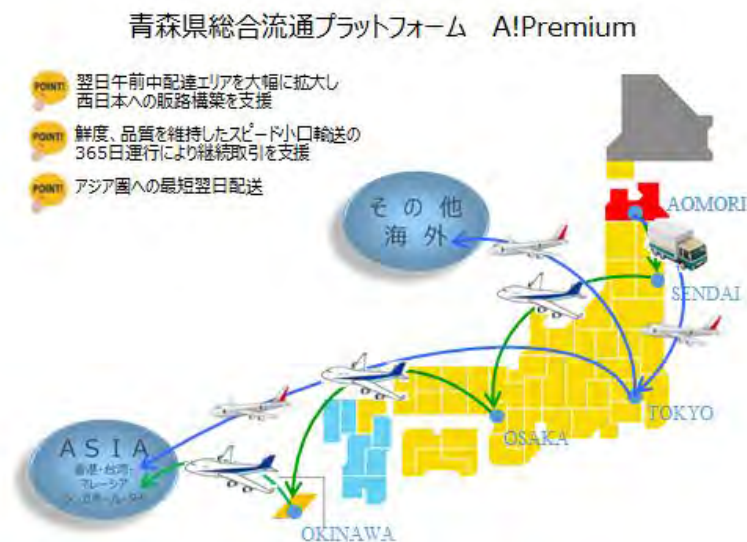 青森県総合流通プラットフォーム A!Premium
POINT!
翌日午前中配達エリアを大幅に拡大し
西日本への販路構築を支援
POINT!
鮮度、品質を維持したスピード小口輸送の
365日運行により継続取引を支援
POINT!
アジア圏への最短翌日配送
その他
海外
AOMORI
SENDAI
TOKYO
OSAKA
ASIA
香港・台湾・
マレーシア
OKINAWA